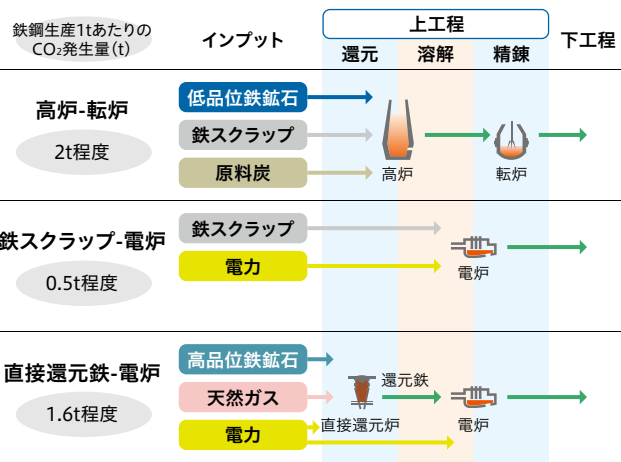 鉄鋼生産1tあたりの
CO₂発生量(t)
インプット
上工程
還元
溶解
精錬
下工程
高炉-転炉
2t程度
低品位鉄鉱石
鉄スクラップ
原料炭
高炉
転炉
鉄スクラップ-電炉
0.5t程度
鉄スクラップ
電力
電炉
直接還元鉄-電炉
1.6t程度
高品位鉄鉱石
天然ガス
電力
還元鉄
直接還元炉
電炉